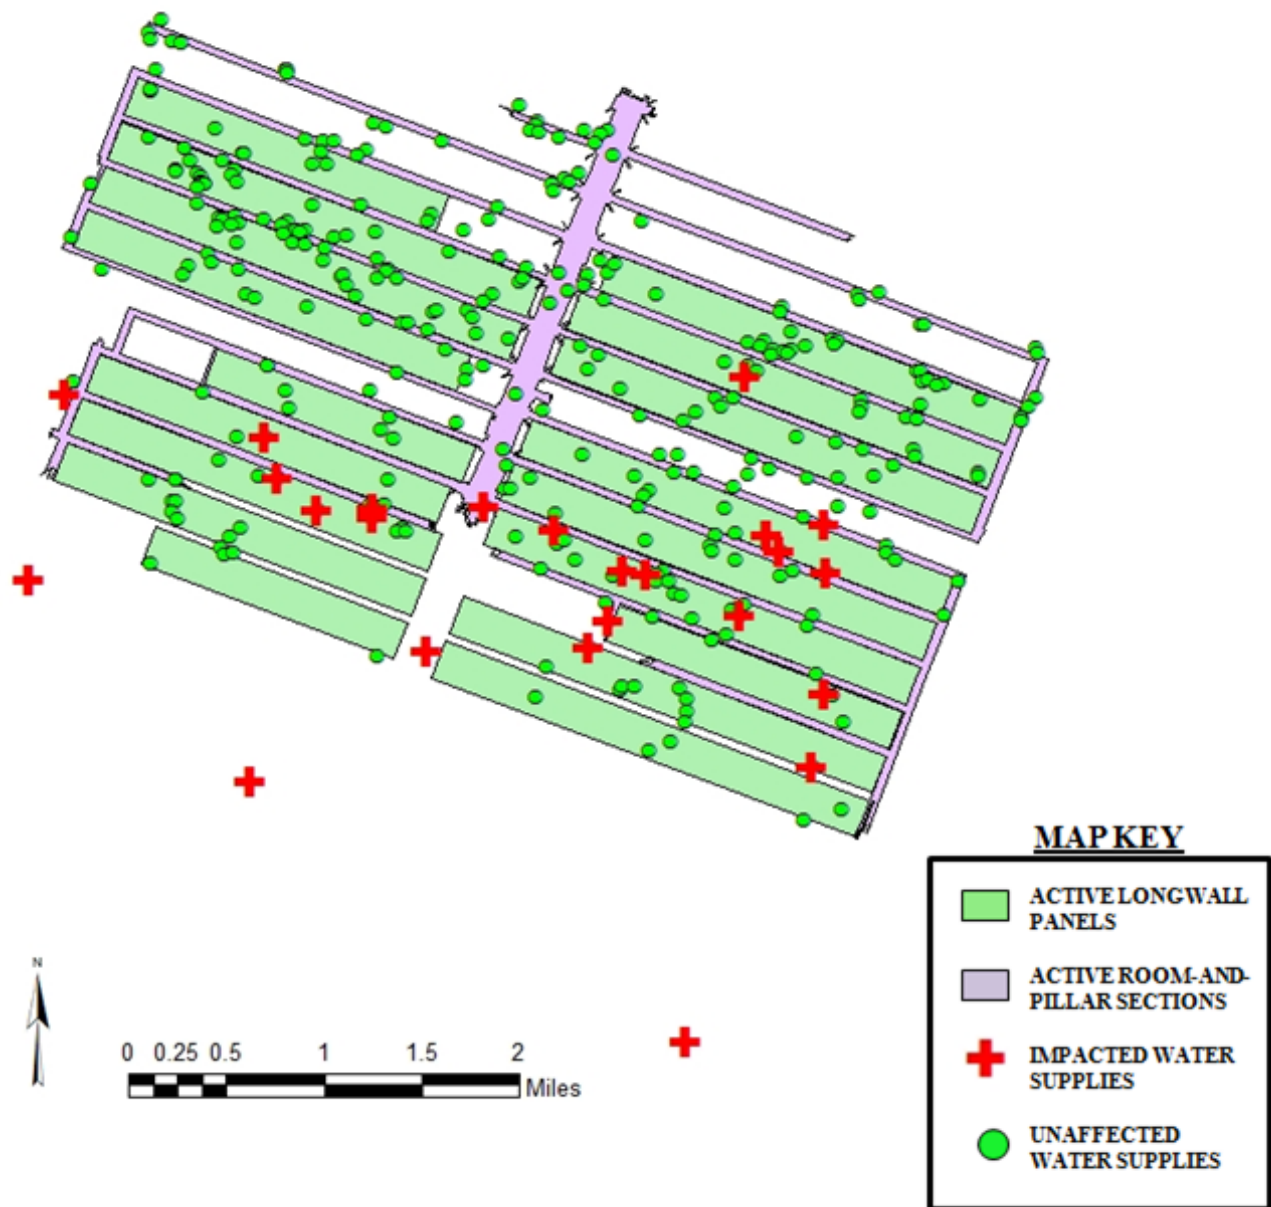 MAP KEY
ACTIVE LONGWALL
PANELS
ACTIVE ROOM-AND-
PILLAR SECTIONS
IMPACTED WATER
SUPPLIES
UNAFFECTED
WATER SUPPLIES
N
0 0.25 0.5 1 1.5 2
Miles